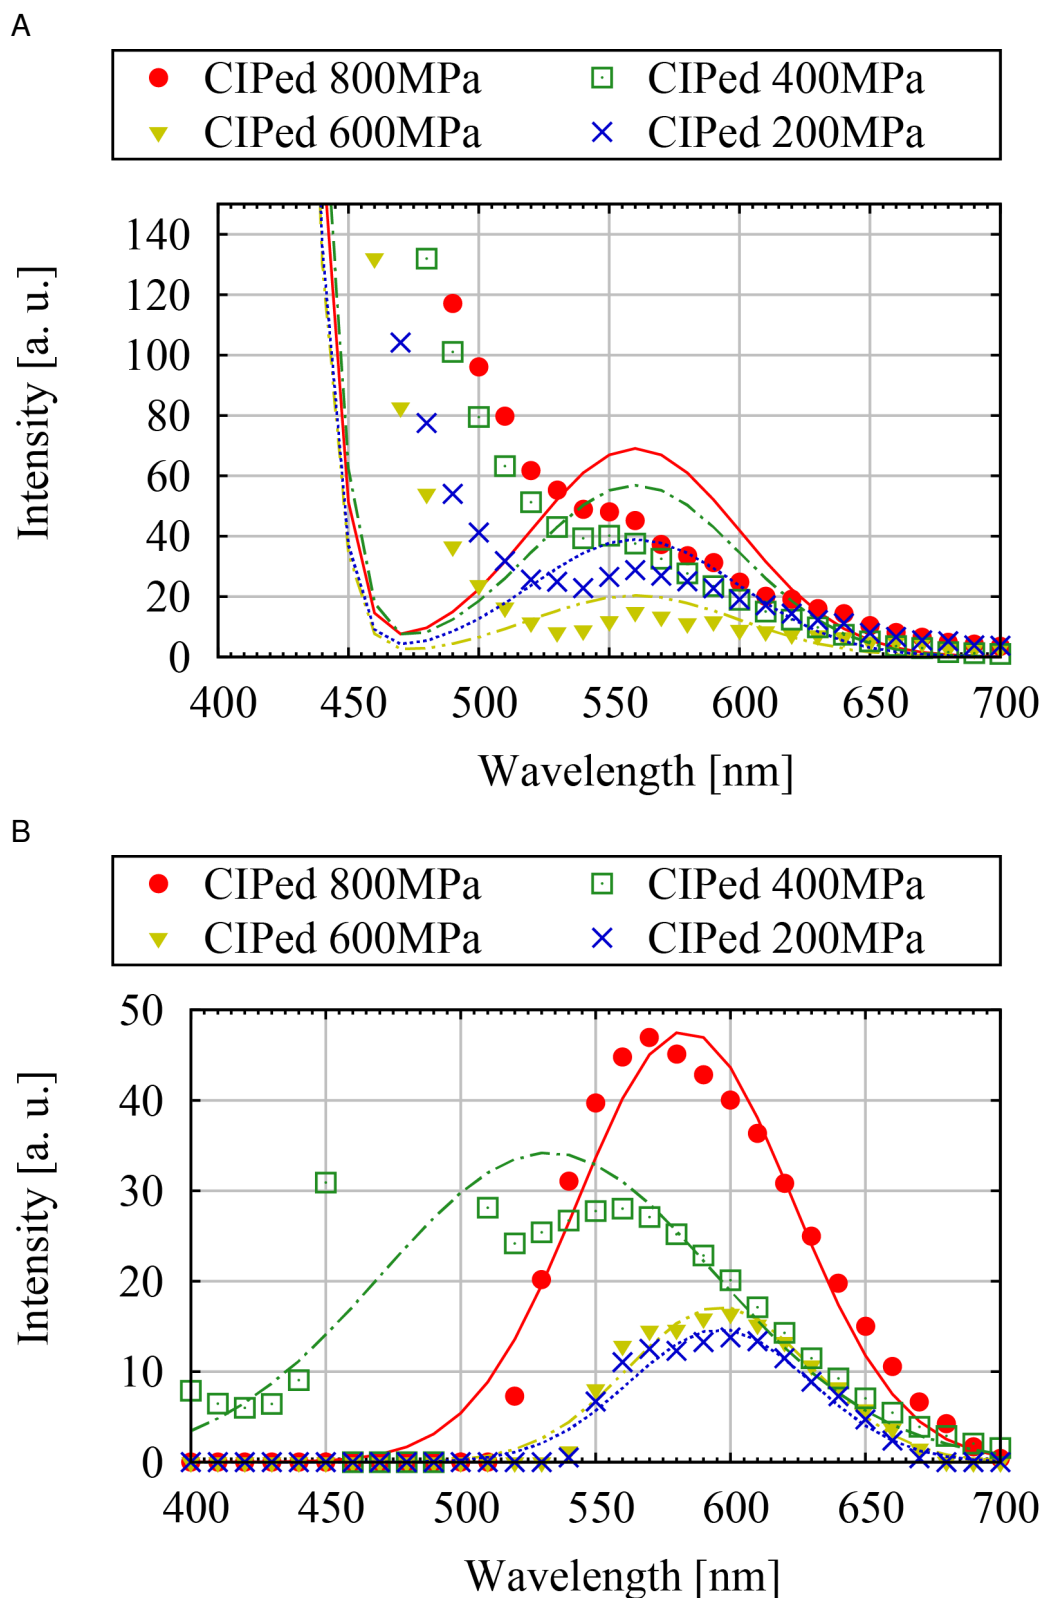 A
CIPed 800MPa CIPed 400MPa
CIPed 600MPa CIPed 200MPa
140
120
100
80
60
40
20
0
Intensity [a. u.]
400 450 500 550 600 650 700
Wavelength [nm]
B
CIPed 800MPa CIPed 400MPa
CIPed 600MPa CIPed 200MPa
50
40
30
20
10
0
Intensity [a. u.]
400 450 500 550 600 650 700
Wavelength [nm]